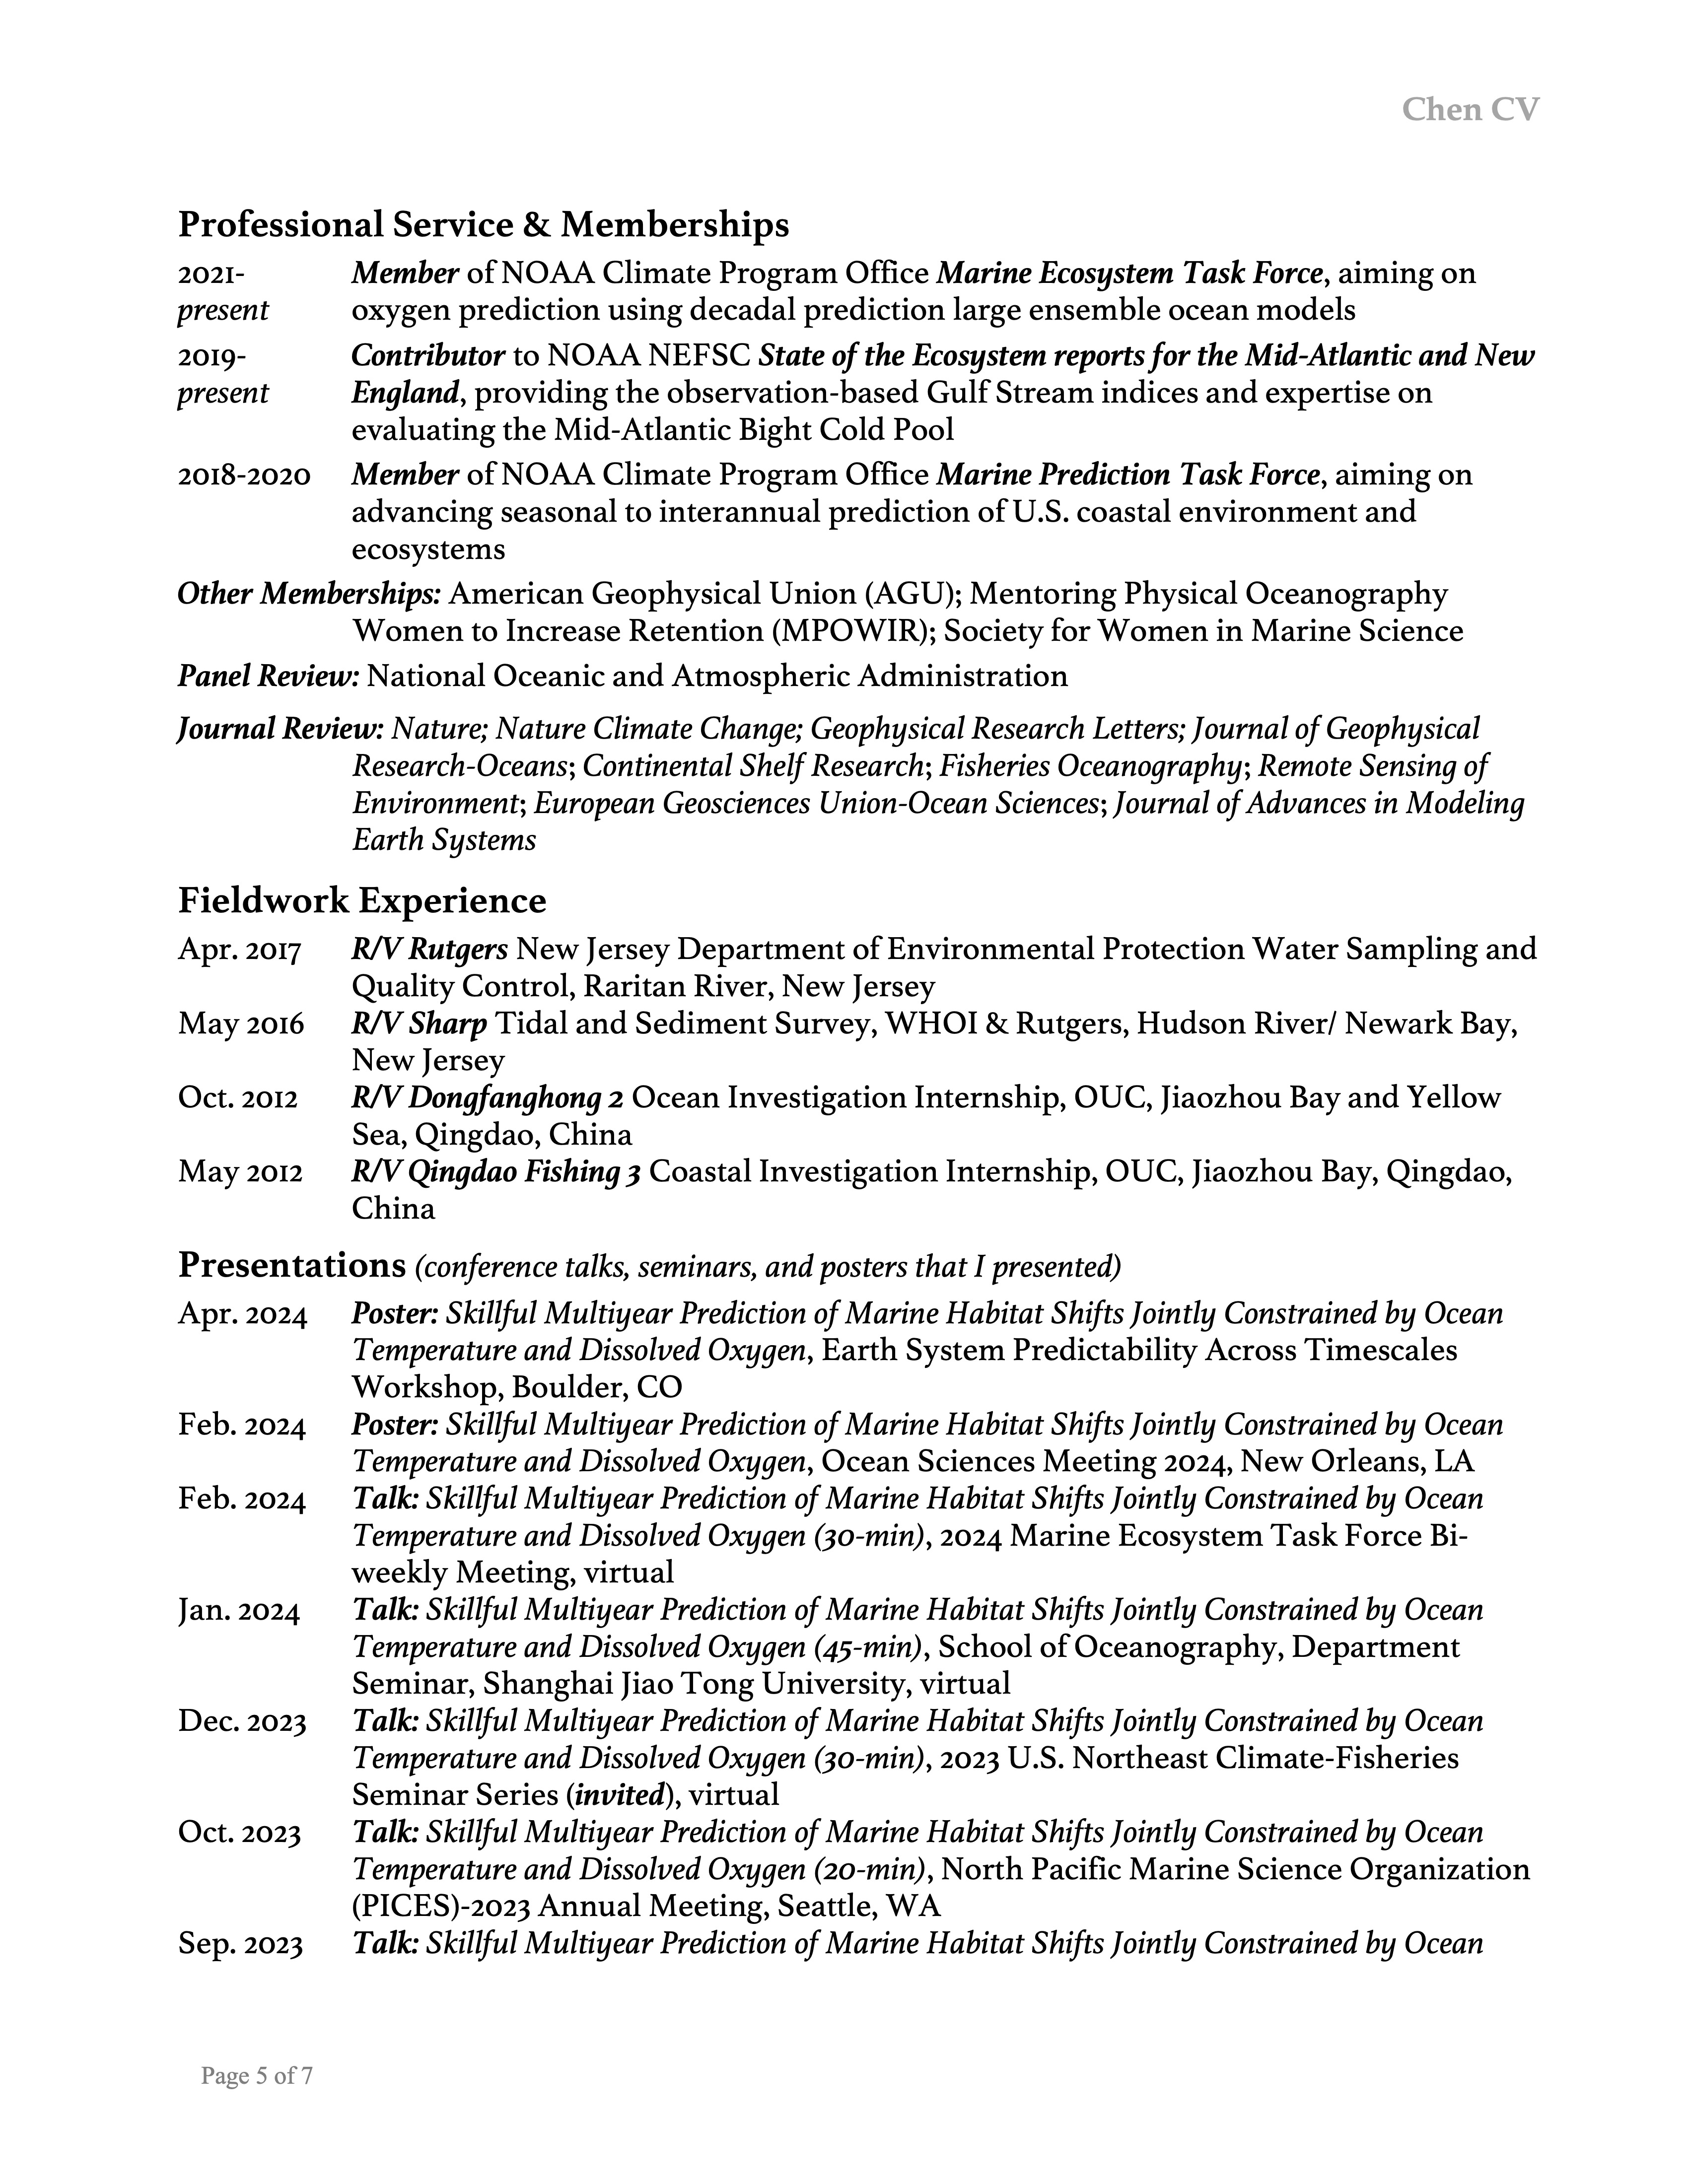 Chen CV
Professional Service & Memberships
2021- Member of NOAA Climate Program Office Marine Ecosystem Task Force, aiming on
present oxygen prediction using decadal prediction large ensemble ocean models
2019- Contributor to NOAA NEFSC State of the Ecosystem reports for the Mid-Atlantic and New
present England, providing the observation-based Gulf Stream indices and expertise on
evaluating the Mid-Atlantic Bight Cold Pool
2018-2020 Member of NOAA Climate Program Office Marine Prediction Task Force, aiming on
advancing seasonal to interannual prediction of U.S. coastal environment and
ecosystems
Other Memberships: American Geophysical Union (AGU); Mentoring Physical Oceanography
Women to Increase Retention (MPOWIR); Society for Women in Marine Science
Panel Review: National Oceanic and Atmospheric Administration
Journal Review: Nature; Nature Climate Change; Geophysical Research Letters; Journal of Geophysical
Research-Oceans; Continental Shelf Research; Fisheries Oceanography; Remote Sensing of
Environment; European Geosciences Union-Ocean Sciences; Journal of Advances in Modeling
Earth Systems
Fieldwork Experience
Apr. 2017 R/V Rutgers New Jersey Department of Environmental Protection Water Sampling and
Quality Control, Raritan River, New Jersey
May 2016 R/V Sharp Tidal and Sediment Survey, WHOI & Rutgers, Hudson River/ Newark Bay,
New Jersey
Oct. 2012 R/V Dongfanghong 2 Ocean Investigation Internship, OUC, Jiaozhou Bay and Yellow
Sea, Qingdao, China
May 2012 R/V Qingdao Fishing 3 Coastal Investigation Internship, OUC, Jiaozhou Bay, Qingdao,
China
Presentations (conference talks, seminars, and posters that I presented)
Apr. 2024 Poster: Skillful Multiyear Prediction of Marine Habitat Shifts Jointly Constrained by Ocean
Temperature and Dissolved Oxygen, Earth System Predictability Across Timescales
Workshop, Boulder, CO
Feb. 2024 Poster: Skillful Multiyear Prediction of Marine Habitat Shifts Jointly Constrained by Ocean
Temperature and Dissolved Oxygen, Ocean Sciences Meeting 2024, New Orleans, LA
Feb. 2024 Talk: Skillful Multiyear Prediction of Marine Habitat Shifts Jointly Constrained by Ocean
Temperature and Dissolved Oxygen (30-min), 2024 Marine Ecosystem Task Force Bi-
weekly Meeting, virtual
Jan. 2024 Talk: Skillful Multiyear Prediction of Marine Habitat Shifts Jointly Constrained by Ocean
Temperature and Dissolved Oxygen (45-min), School of Oceanography, Department
Seminar, Shanghai Jiao Tong University, virtual
Dec. 2023 Talk: Skillful Multiyear Prediction of Marine Habitat Shifts Jointly Constrained by Ocean
Temperature and Dissolved Oxygen (30-min), 2023 U.S. Northeast Climate-Fisheries
Seminar Series (invited), virtual
Oct. 2023 Talk: Skillful Multiyear Prediction of Marine Habitat Shifts Jointly Constrained by Ocean
Temperature and Dissolved Oxygen (20-min), North Pacific Marine Science Organization
(PICES)-2023 Annual Meeting, Seattle, WA
Sep. 2023 Talk: Skillful Multiyear Prediction of Marine Habitat Shifts Jointly Constrained by Ocean
Page 5 of 7